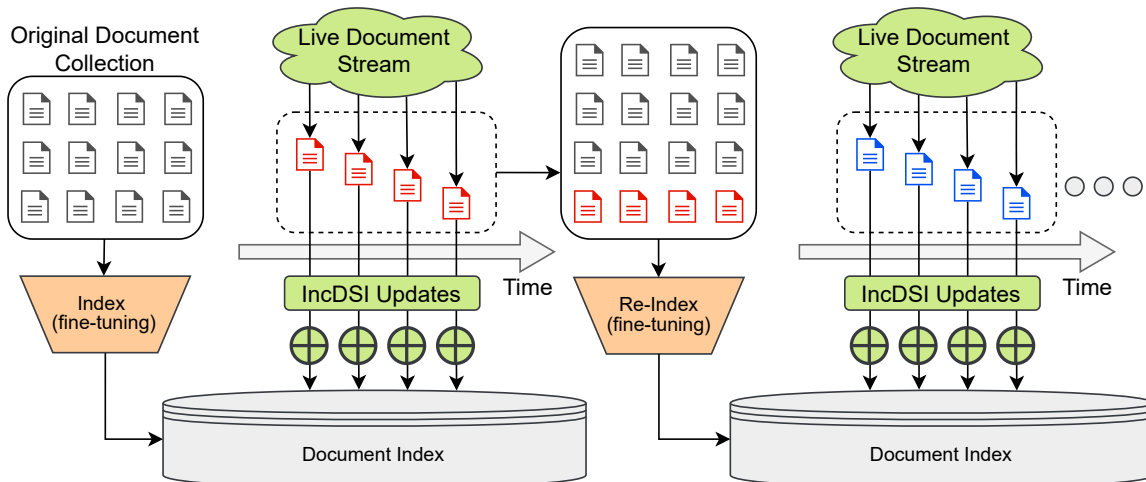 Original Document
Collection
Index
(fine-tuning)
Live Document
Stream
Time
IncDSI Updates
Document Index
Re-Index
(fine-tuning)
Live Document
Stream
Time
IncDSI Updates
Document Index